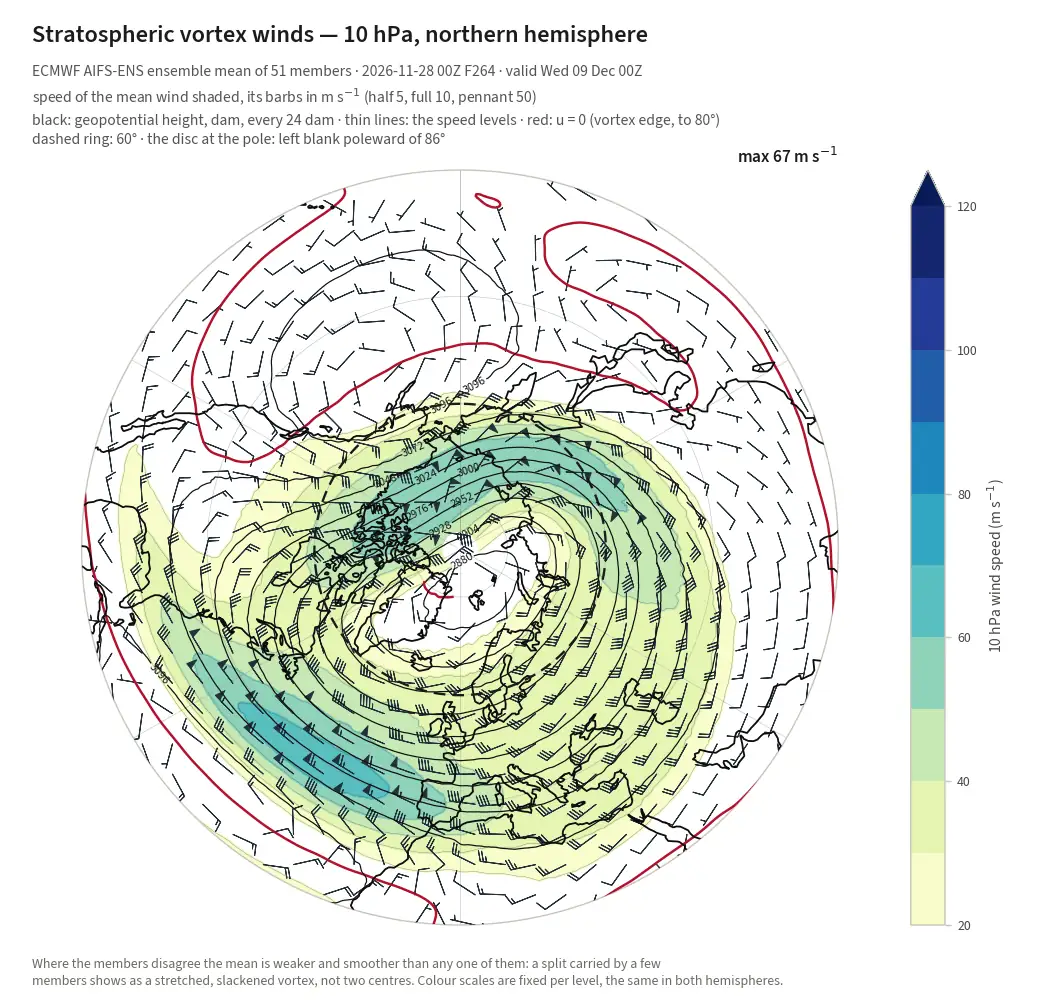 Stratospheric vortex winds — 10 hPa, northern hemisphere
ECMWF AIFS-ENS ensemble mean of 51 members · 2026-11-28 00Z F264 · valid Wed 09 Dec 00Z
speed of the mean wind shaded, its barbs in m s⁻¹ (half 5, full 10, pennant 50)
black: geopotential height, dam, every 24 dam · thin lines: the speed levels · red: u = 0 (vortex edge, to 80°)
dashed ring: 60° · the disc at the pole: left blank poleward of 86°
max 67 m s⁻¹
120
100
80
60
40
20
10 hPa wind speed (m s⁻¹)
3096
3096
3072
3048
3024
3000
2976
2952
2928
2904
2880
3096
Where the members disagree the mean is weaker and smoother than any one of them: a split carried by a few
members shows as a stretched, slackened vortex, not two centres. Colour scales are fixed per level, the same in both hemispheres.